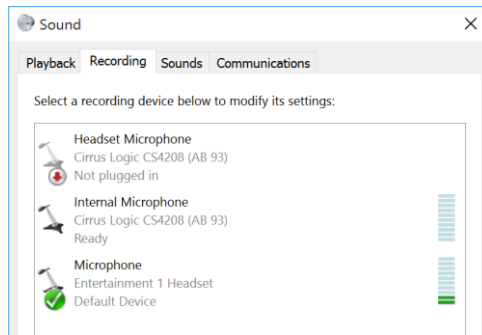 Sound
Playback Recording Sounds Communications
Select a recording device below to modify its settings:
Headset Microphone
Cirrus Logic CS4208 (AB 93)
Not plugged in
Internal Microphone
Cirrus Logic CS4208 (AB 93)
Ready
Microphone
Entertainment 1 Headset
Default Device